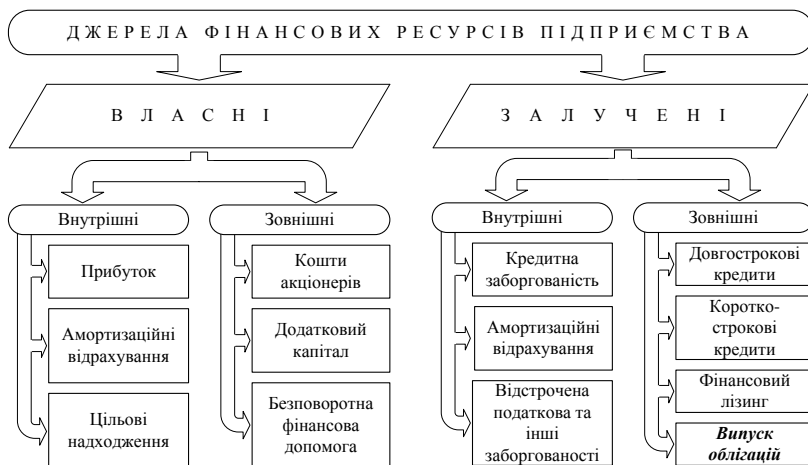 ДЖЕРЕЛА ФІНАНСОВИХ РЕСУРСІВ ПІДПРИЄМСТВА
ВЛАСНІ
ЗАЛУЧЕНІ
Внутрішні
Прибуток
Амортизаційні
відрахування
Цільові
надходження
Зовнішні
Кошти
акціонерів
Додатковий
капітал
Безповоротна
фінансова
допомога
Внутрішні
Кредитна
заборгованість
Амортизаційні
відрахування
Відстрочена
податкова та
інші
заборгованості
Зовнішні
Довгострокові
кредити
Коротко-
строкові
кредити
Фінансовий
лізинг
Випуск
облігацій